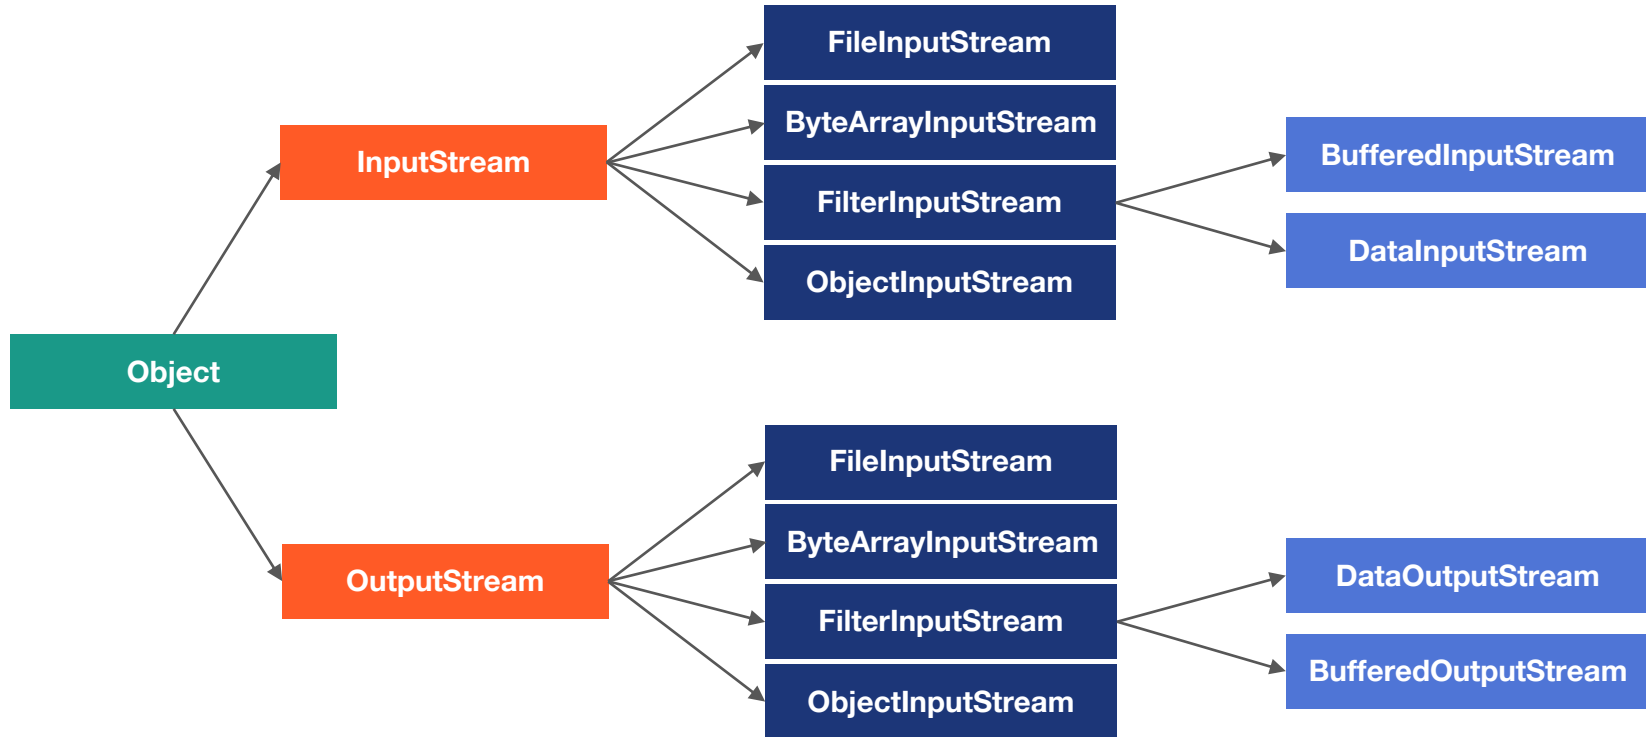 Object
InputStream
FileInputStream
ByteArrayInputStream
FilterInputStream
ObjectInputStream
BufferedInputStream
DataInputStream
OutputStream
FileInputStream
ByteArrayInputStream
FilterInputStream
ObjectInputStream
DataOutputStream
BufferedOutputStream